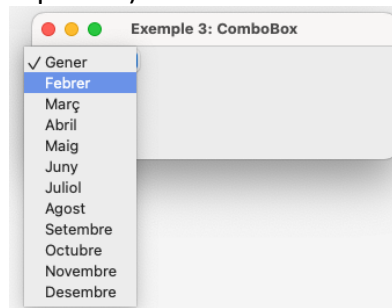 Exemple 3: ComboBox
✓ Gener
Febrer
Març
Abril
Maig
Juny
Juliol
Agost
Setembre
Octubre
Novembre
Desembre